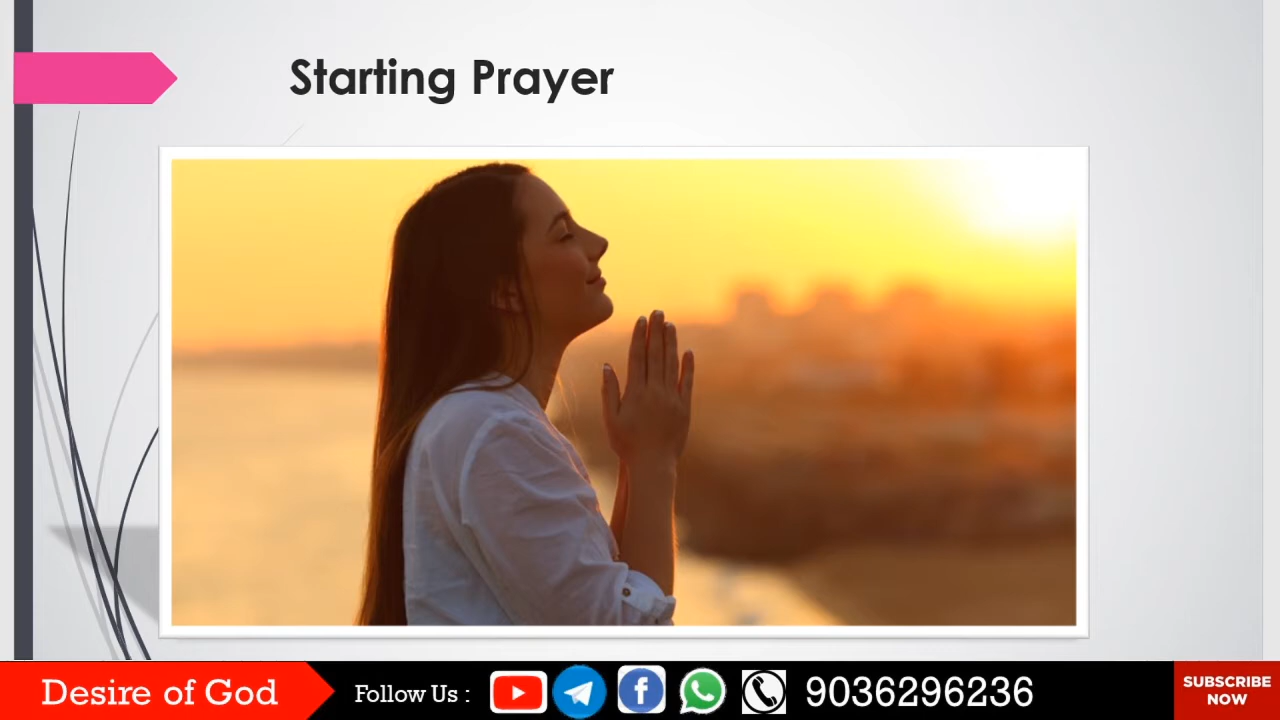 Starting Prayer
Desire of God
Follow Us :
9036296236
SUBSCRIBE
NOW